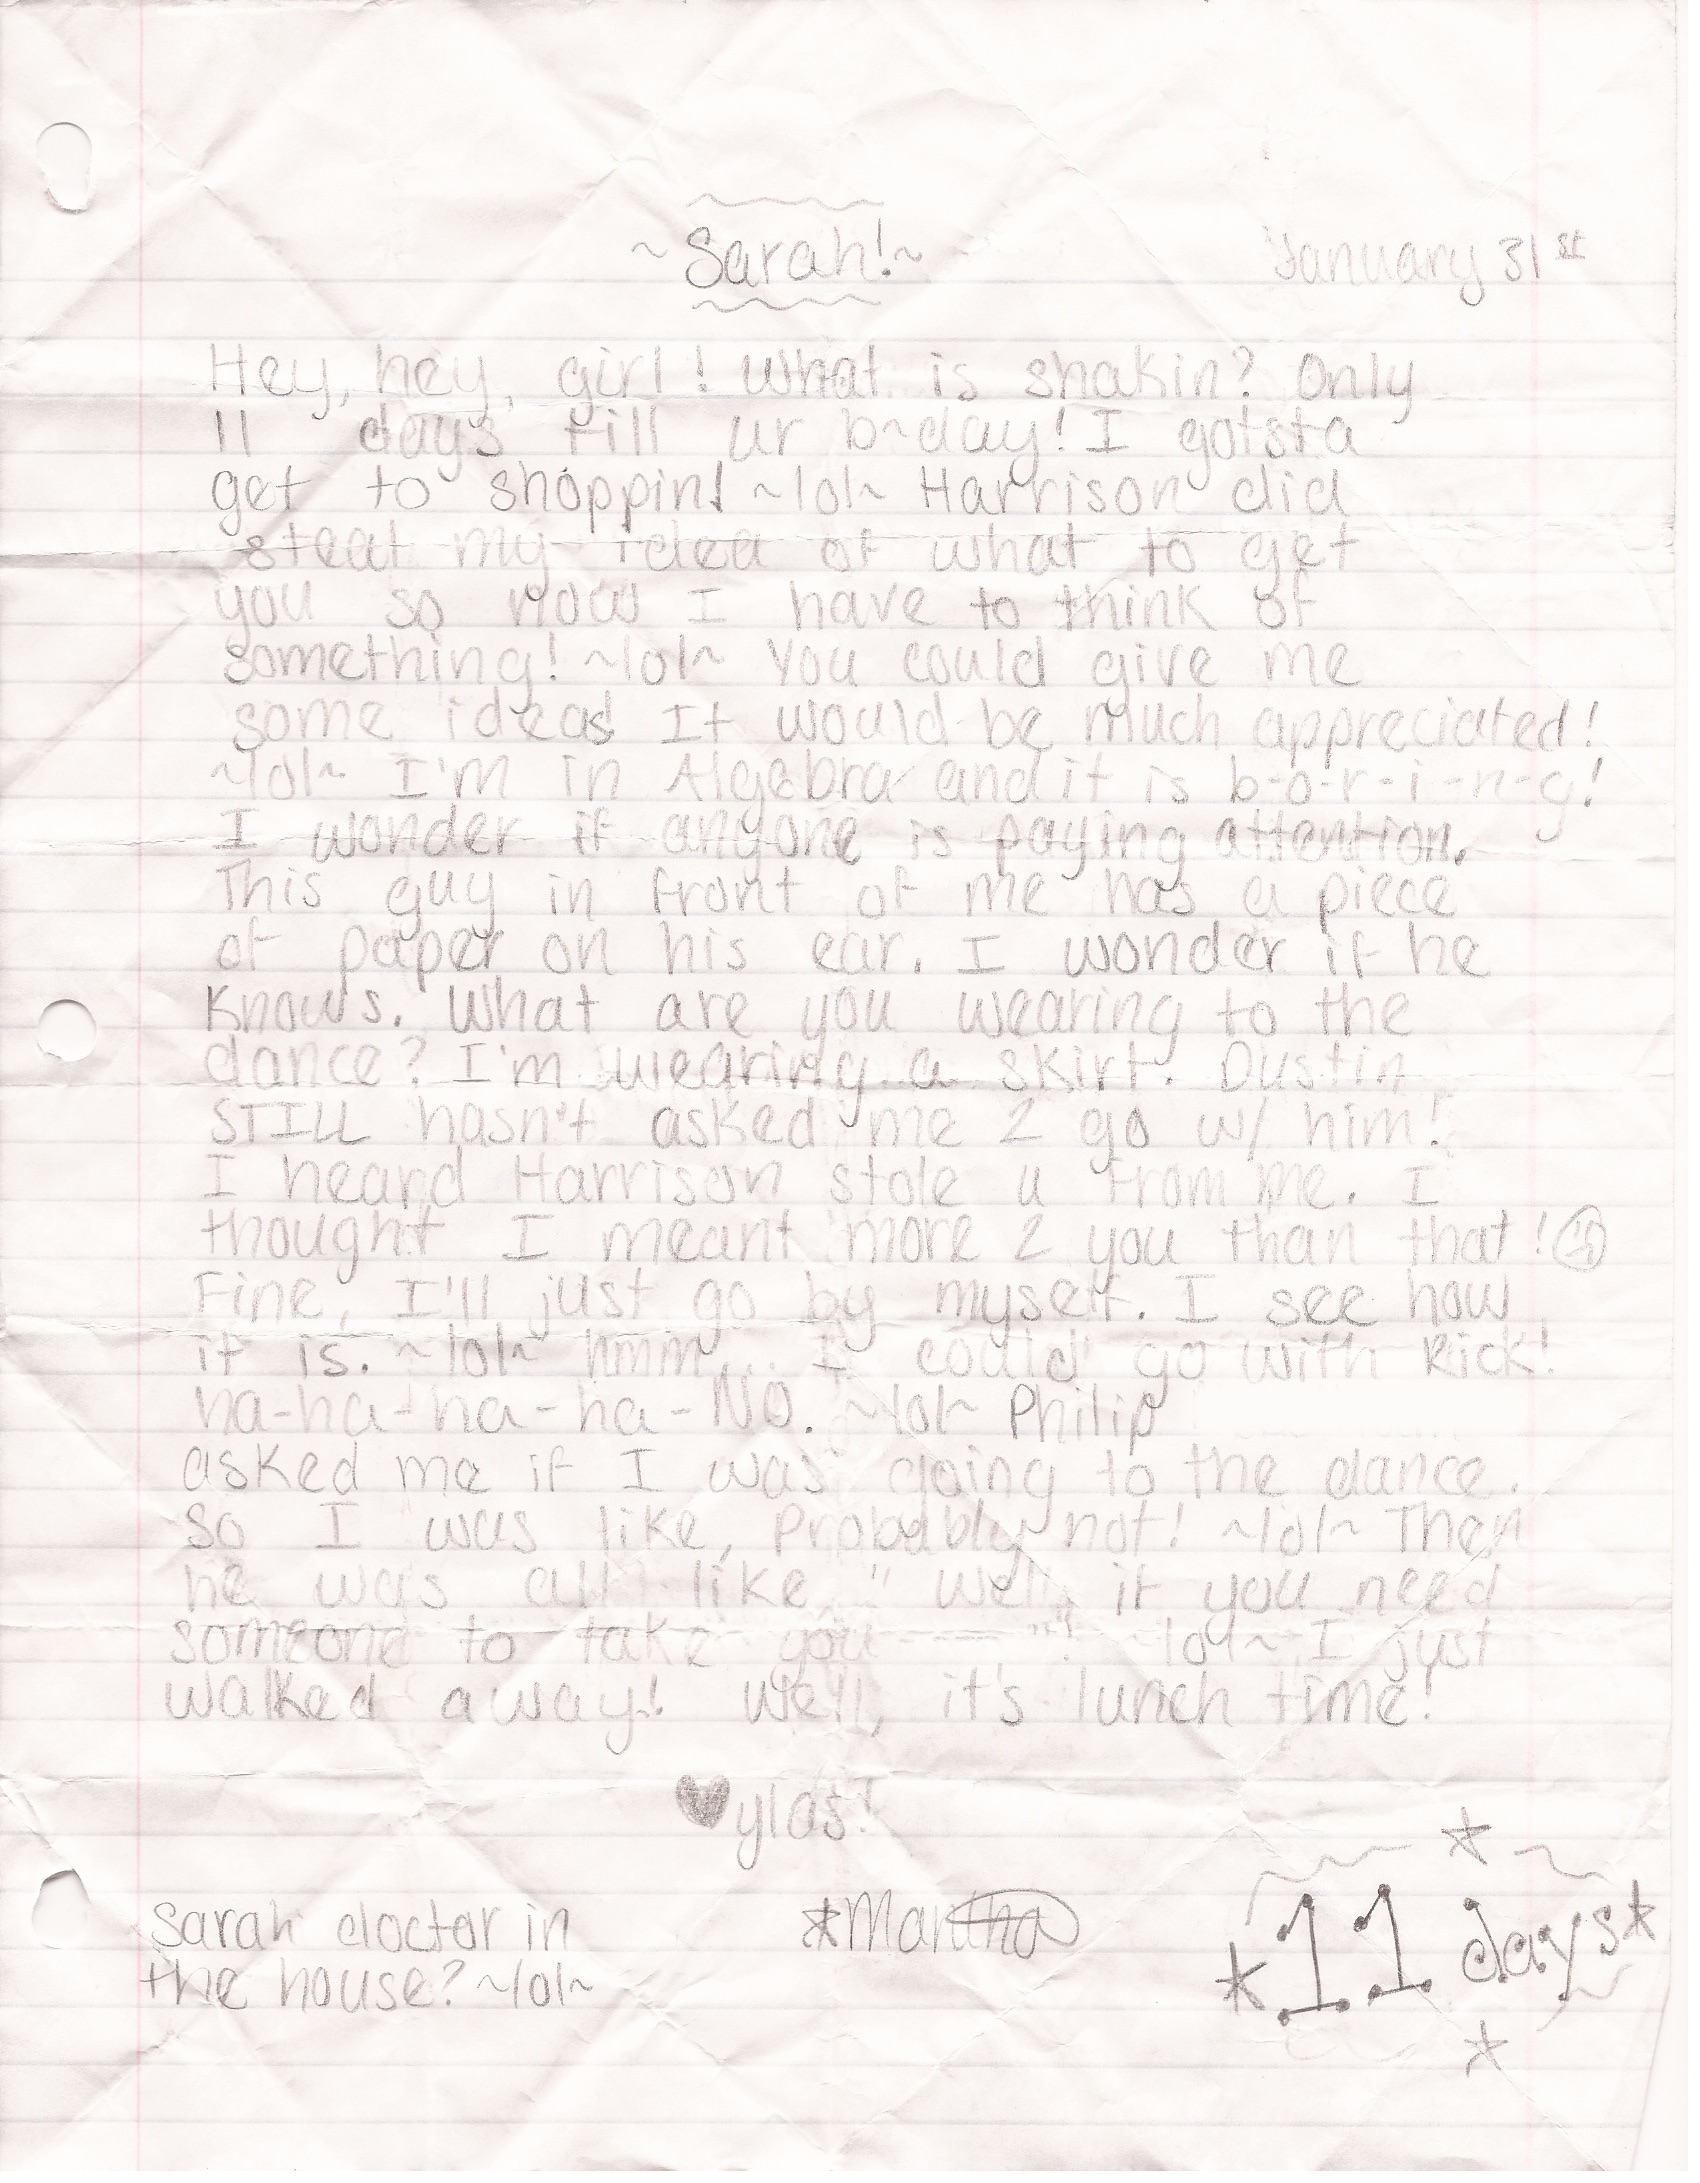 ~Sarah!~
January 31st
Hey, hey, girl! What is shakin? Only
11 days till ur b~day! I gotsta
get to shoppin! ~lol~ Harrison did
steal my idea of what to get
you so now I have to think of
something! ~lol~ You could give me
some ideas It would be much appreciated!
~lol~ I'm in Algebra and it is b-o-r-i-n-g!
I wonder if anyone is paying attention.
This guy in front of me has a piece
of paper on his ear. I wonder if he
knows. What are you wearing to the
dance? I'm wearing a skirt. Dustin
STILL hasn't asked me 2 go w/ him!
I heard Harrison stole u from me. I
thought I meant more 2 you than that!
Fine, I'll just go by myself. I see how
it is. ~lol~ hmm... I could go with Rick!
ha-ha-ha-ha-NO. ~lol~ Philip
asked me if I was going to the dance.
So I was like, Probably not! ~lol~ Then
he was all like " well, if you need
someone to take you ----"! ~lol~ I just
walked away! Well, it's lunch time!
♥ylas!
*Martha
Sarah doctor in
the house? ~lol~
*11 days*